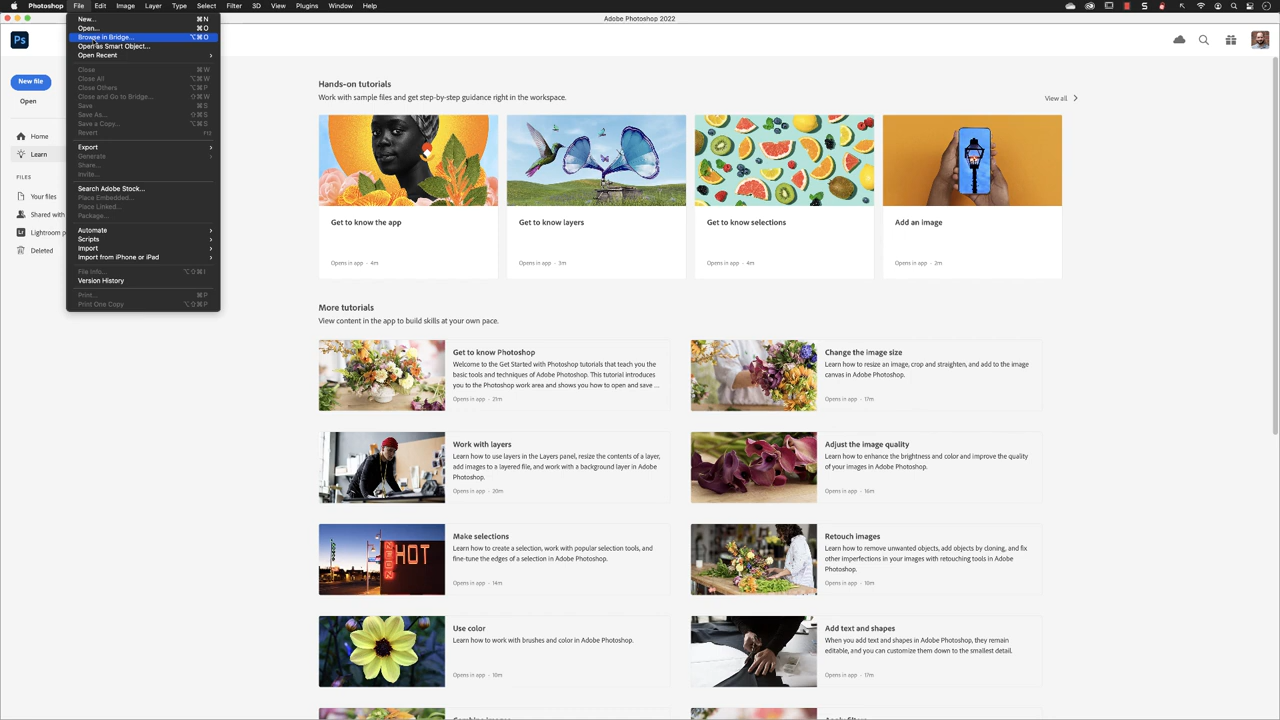 Photoshop File Edit Image Layer Type Select Filter 3D View Plugins Window Help
Adobe Photoshop 2022
Ps
New file
Open
Home
Learn
FILES
Your files
Shared with
Lightroom p
Deleted
New... ⌘N
Open... ⌘O
Browse in Bridge... ⌥⌘O
Open as Smart Object...
Open Recent
Close ⌘W
Close All ⌥⌘W
Close Others ⌥⌘P
Close and Go to Bridge... ⇧⌘W
Save ⌘S
Save As... ⇧⌘S
Save a Copy... ⌥⌘S
Revert F12
Export
Generate
Share...
Invite...
Search Adobe Stock...
Place Embedded...
Place Linked...
Package...
Automate
Scripts
Import
Import from iPhone or iPad
File Info... ⌥⇧⌘I
Version History
Print... ⌘P
Print One Copy ⌥⇧⌘P
Hands-on tutorials
Work with sample files and get step-by-step guidance right in the workspace.
View all
Get to know the app
Opens in app • 4m
Get to know layers
Opens in app • 3m
Get to know selections
Opens in app • 4m
Add an image
Opens in app • 2m
More tutorials
View content in the app to build skills at your own pace.
Get to know Photoshop
Welcome to the Get Started with Photoshop tutorials that teach you the
basic tools and techniques of Adobe Photoshop. This tutorial introduces
you to the Photoshop work area and shows you how to open and save ...
Opens in app • 21m
Change the image size
Learn how to resize an image, crop and straighten, and add to the image
canvas in Adobe Photoshop.
Opens in app • 17m
Work with layers
Learn how to use layers in the Layers panel, resize the contents of a layer,
add images to a layered file, and work with a background layer in Adobe
Photoshop.
Opens in app • 30m
Adjust the image quality
Learn how to enhance the brightness and color and improve the quality
of your images in Adobe Photoshop.
Opens in app • 16m
HOT
Make selections
Learn how to create a selection, work with popular selection tools, and
fine-tune the edges of a selection in Adobe Photoshop.
Opens in app • 14m
Retouch images
Learn how to remove unwanted objects, add objects by cloning, and fix
other imperfections in your images with retouching tools in Adobe
Photoshop.
Opens in app • 10m
Use color
Learn how to work with brushes and color in Adobe Photoshop.
Opens in app • 10m
Add text and shapes
When you add text and shapes in Adobe Photoshop, they remain
editable, and you can customize them down to the smallest detail.
Opens in app • 17m